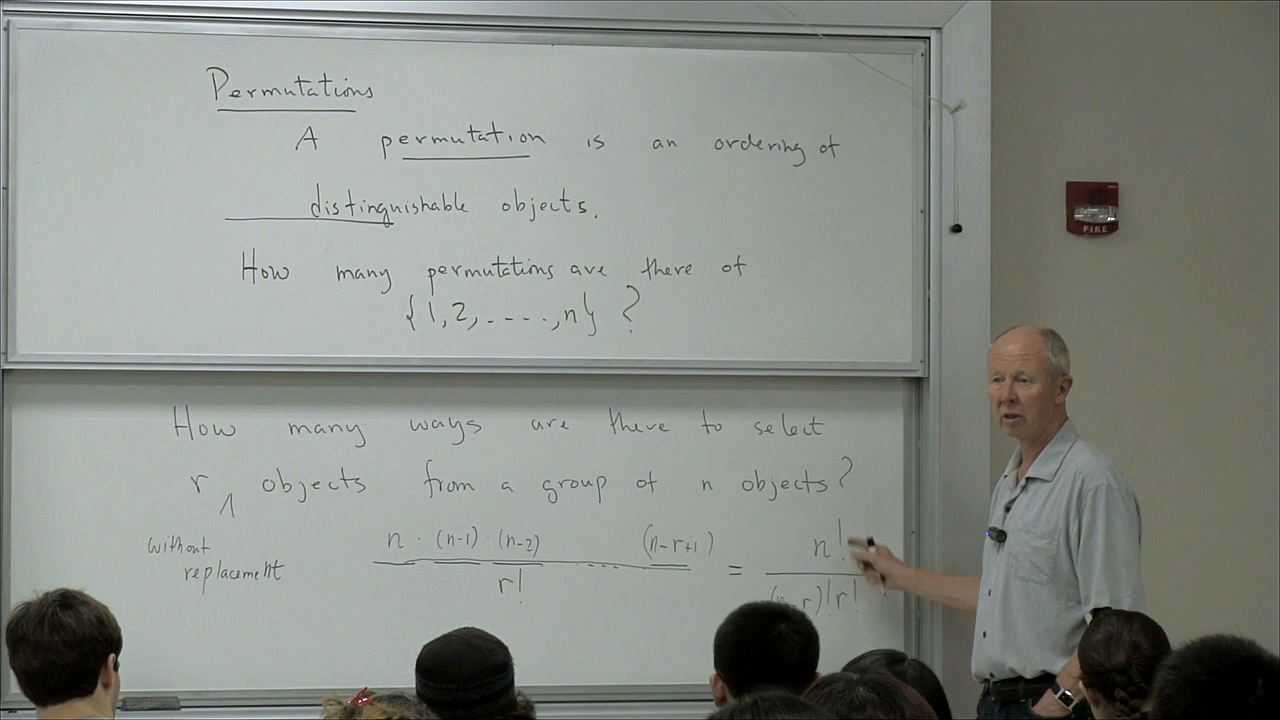 Permutations
A permutation is an ordering of
distinguishable objects.
How many permutations are there of
{1, 2, ....., n} ?
FIRE
How many ways are there to select
r ∧ objects from a group of n objects?
without
replacement
n · (n-1) · (n-2) ... (n-r+1) / r! = n! / (n-r)! r!